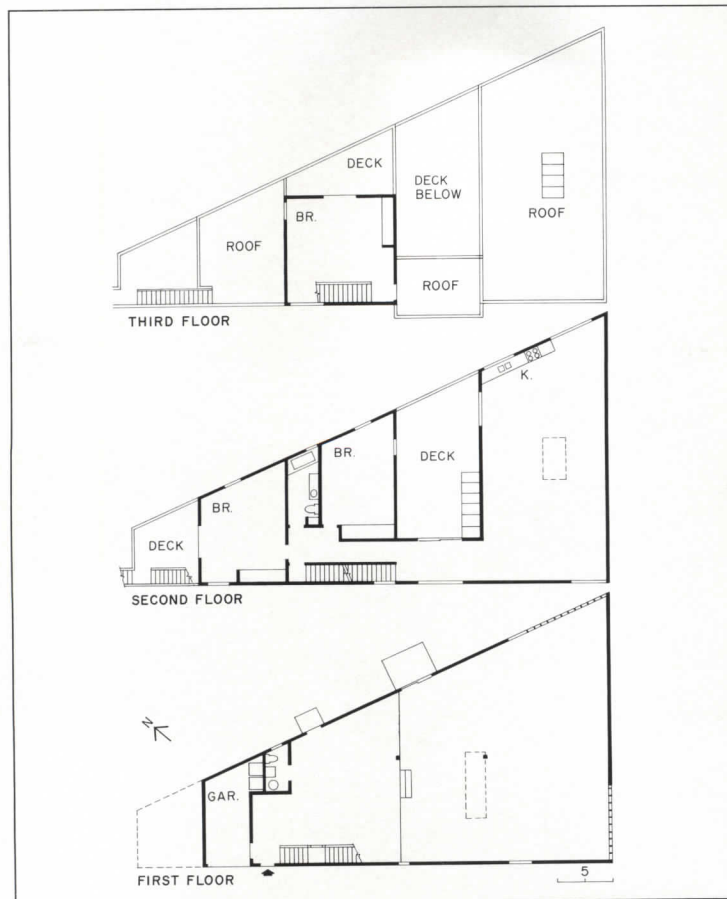 DECK
DECK
BELOW
BR.
ROOF
ROOF
ROOF
THIRD FLOOR
K.
BR.
DECK
BR.
DECK
SECOND FLOOR
N
GAR.
5
FIRST FLOOR